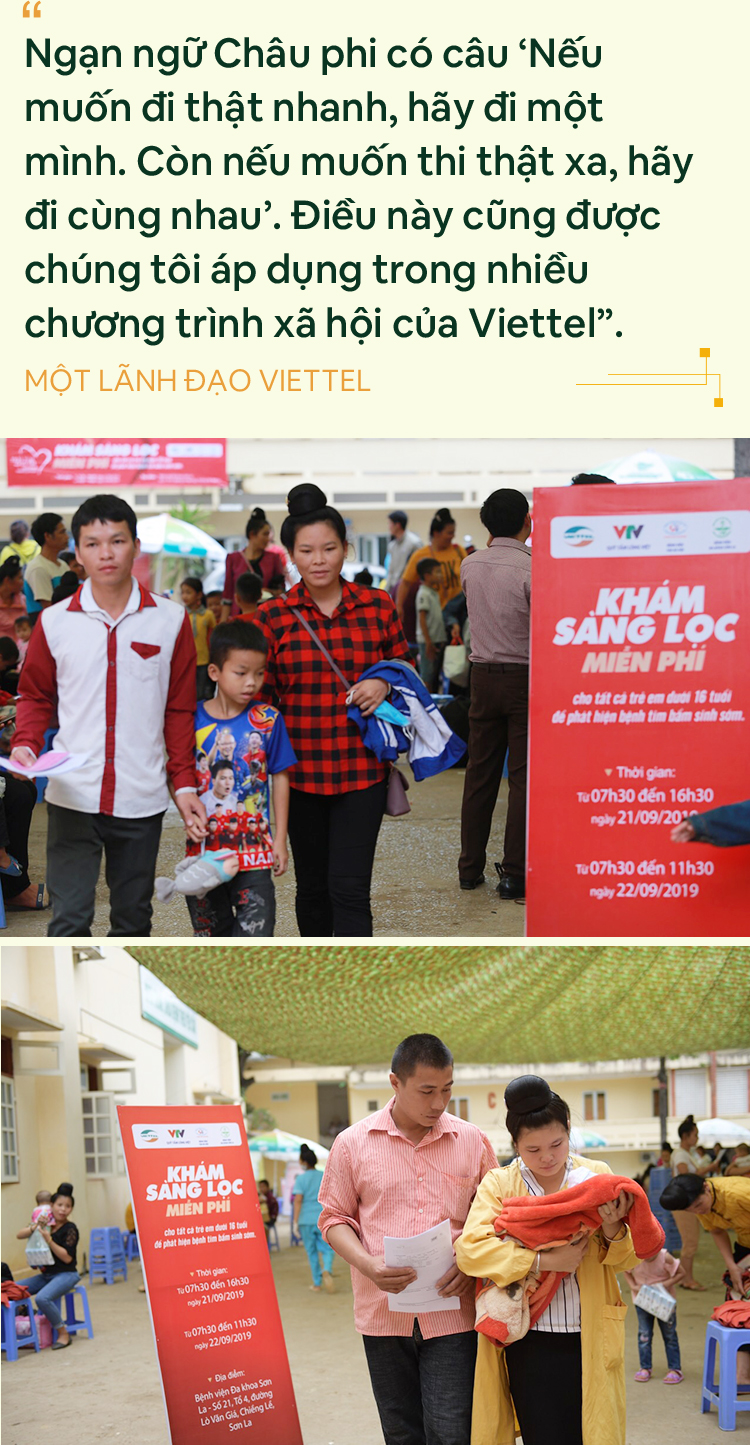 “
Ngạn ngữ Châu phi có câu ‘Nếu
muốn đi thật nhanh, hãy đi một
mình. Còn nếu muốn thi thật xa, hãy
đi cùng nhau’. Điều này cũng được
chúng tôi áp dụng trong nhiều
chương trình xã hội của Viettel”.
MỘT LÃNH ĐẠO VIETTEL
KHÁM SÀNG LỌC
MIỄN PHÍ
VTV
KHÁM
SÀNG LỌC
MIỄN PHÍ
cho tất cả trẻ em dưới 16 tuổi
để phát hiện bệnh tim bẩm sinh sớm.
Thời gian:
Từ 07h30 đến 16h30
ngày 21/09/2019
Từ 07h30 đến 11h30
ngày 22/09/2019
NAM
VTV
KHÁM
SÀNG LỌC
MIỄN PHÍ
cho tất cả trẻ em dưới 16 tuổi
để phát hiện bệnh tim bẩm sinh sớm.
Thời gian:
Từ 07h30 đến 16h30
ngày 21/09/2019
Từ 07h30 đến 11h30
ngày 22/09/2019
Địa điểm:
Bệnh viện Đa khoa Sơn
La - Số 21, Tổ 4, đường
Lò Văn Giá, Chiềng Lề,
Sơn La
C